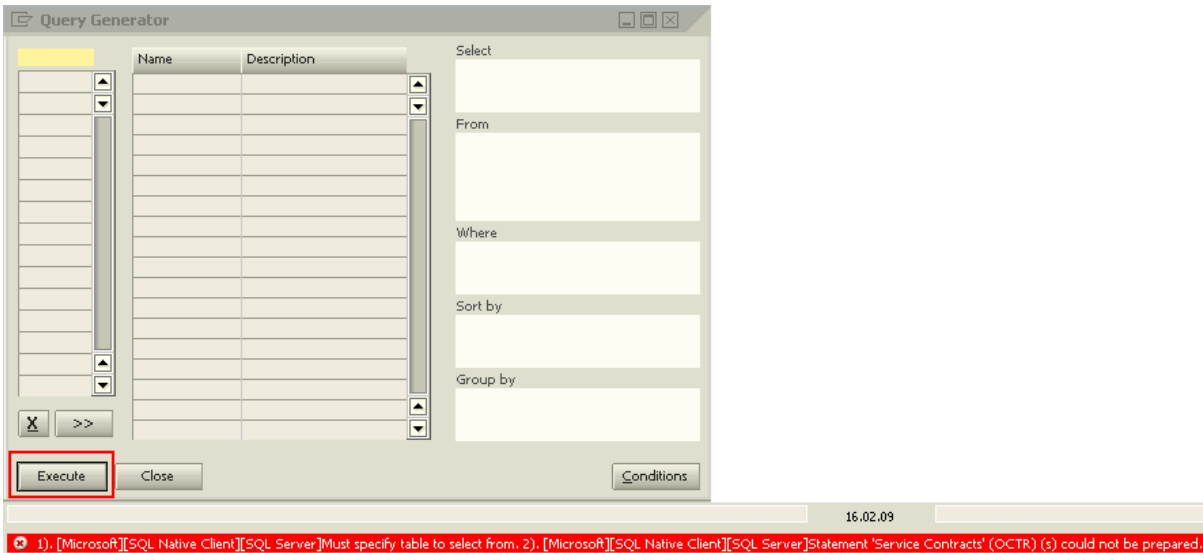 Query Generator
Name
Description
Select
From
Where
Sort by
Group by
X
>>
Execute
Close
Conditions
16.02.09
1). [Microsoft][SQL Native Client][SQL Server]Must specify table to select from. 2). [Microsoft][SQL Native Client][SQL Server]Statement 'Service Contracts' (OCTR) (s) could not be prepared.